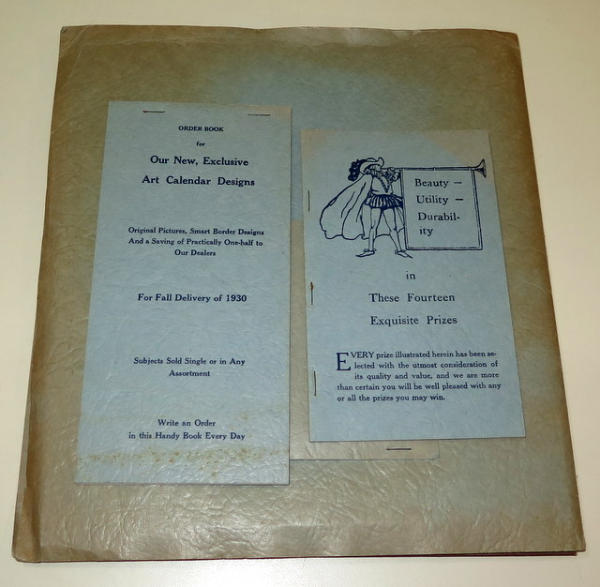 ORDER BOOK
for
Our New, Exclusive
Art Calendar Designs
Original Pictures, Smart Border Designs
And a Saving of Practically One-half to
Our Dealers
For Fall Delivery of 1930
Subjects Sold Single or in Any
Assortment
Write an Order
in this Handy Book Every Day
Beauty —
Utility —
Durabil-
ity
in
These Fourteen
Exquisite Prizes
EVERY prize illustrated herein has been se-
lected with the utmost consideration of
its quality and value, and we are more
than certain you will be well pleased with any
or all the prizes you may win.